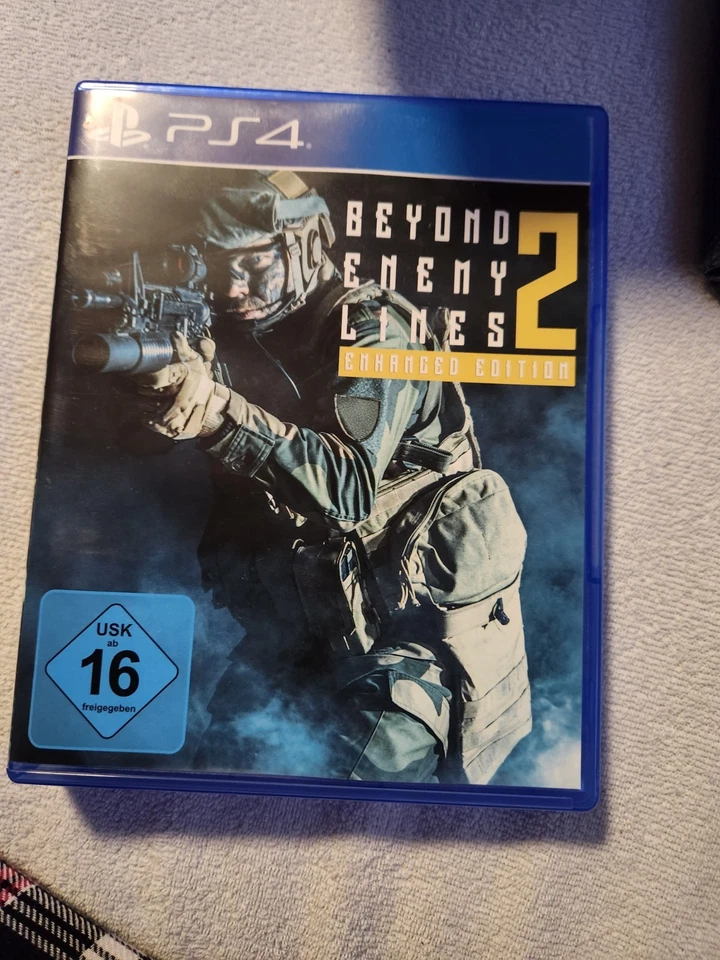 PS4
BEYOND
ENEMY
LINES
2
ENHANCED EDITION
USK
ab
16
freigegeben